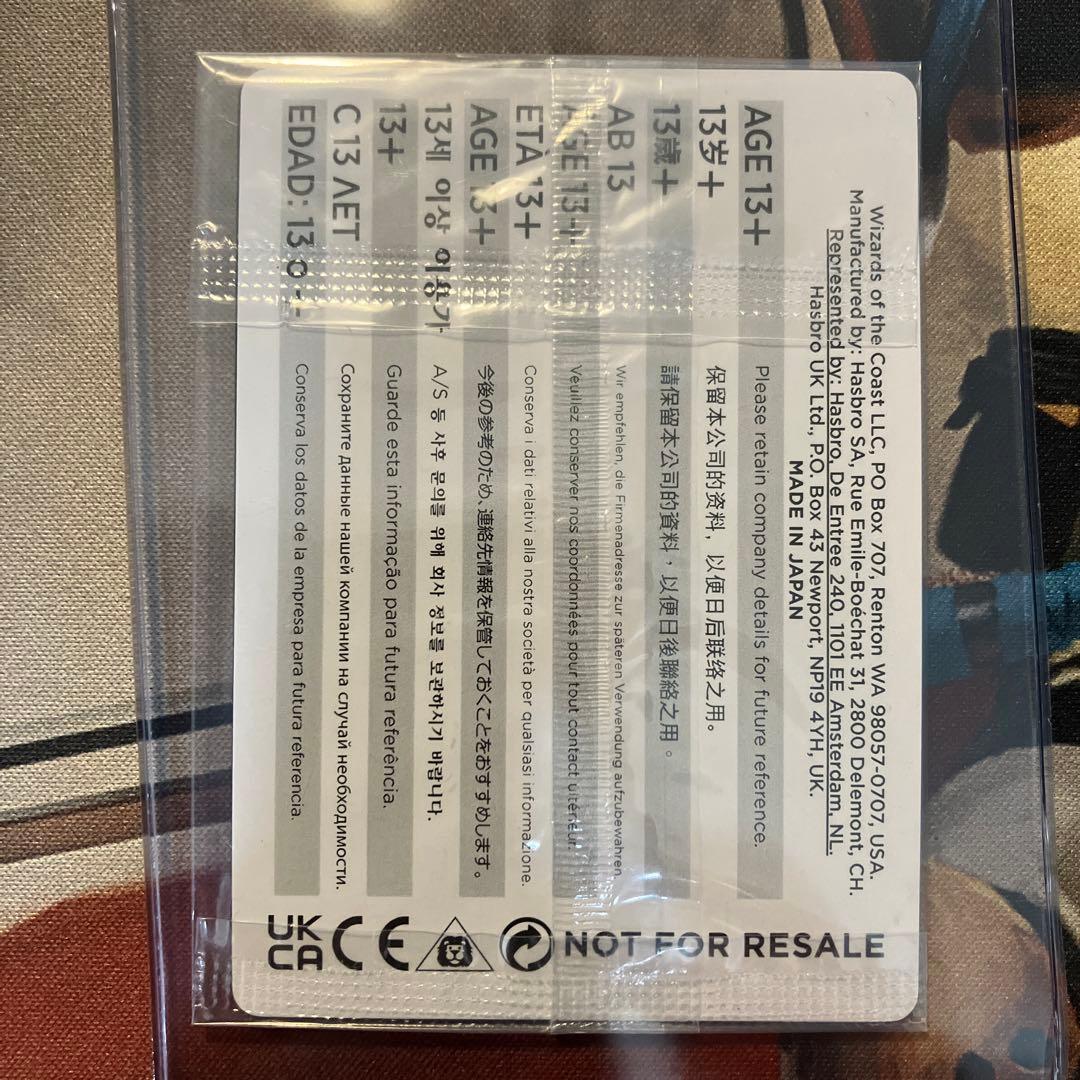 Wizards of the Coast LLC, PO Box 707, Renton WA 98057-0707, USA.
Manufactured by: Hasbro SA, Rue Emile-Boéchat 31, 2800 Delémont, CH.
Represented by: Hasbro, De Entree 240, 1101 EE Amsterdam, NL.
Hasbro UK Ltd., P.O. Box 43 Newport, NP19 4YH, UK.
MADE IN JAPAN
AGE 13+ Please retain company details for future reference.
13岁+ 保留本公司的资料，以便日后联络之用。
13歲+ 請保留本公司的資料，以便日後聯絡之用。
AB 13 Wir empfehlen, die Firmenadresse zur späteren Verwendung aufzubewahren.
AGE 13+ Veuillez conserver nos coordonnées pour tout contact ultérieur.
ETÀ 13+ Conserva i dati relativi alla nostra società per qualsiasi informazione.
AGE 13+ 今後の参考のため、連絡先情報を保管しておくことをおすすめします。
13세 이상 이용가 A/S 등 사후 문의를 위해 회사 정보를 보관하시기 바랍니다.
13+ Guarde esta informação para futura referência.
С 13 ЛЕТ Сохраните данные нашей компании на случай необходимости.
EDAD: 13 Conserva los datos de la empresa para futura referencia.
UK
CA CE NOT FOR RESALE